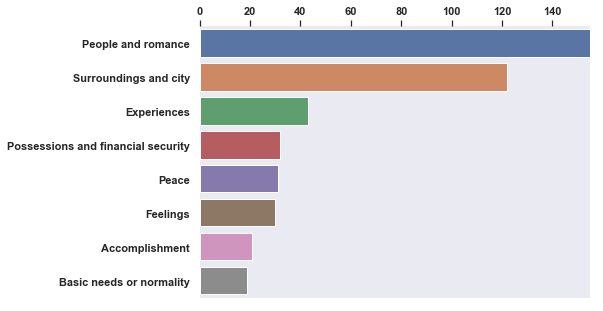 0 20 40 60 80 100 120 140
People and romance
Surroundings and city
Experiences
Possessions and financial security
Peace
Feelings
Accomplishment
Basic needs or normality